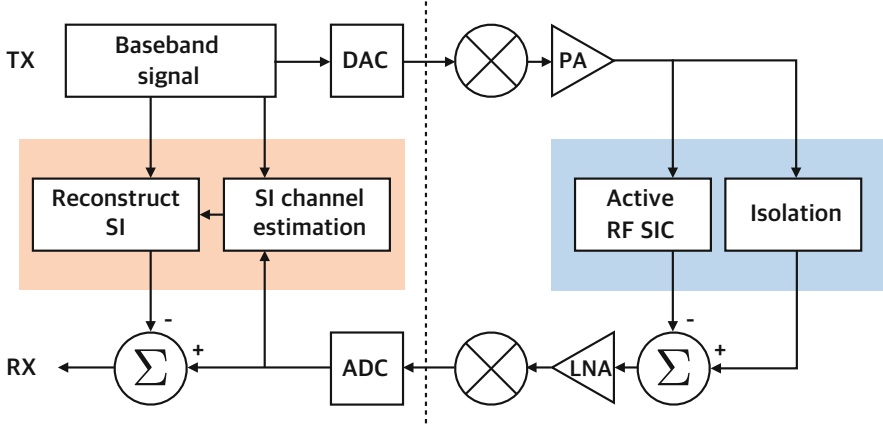 TX
Baseband
signal
DAC
PA
Reconstruct
SI
SI channel
estimation
Active
RF SIC
Isolation
-
-
RX
Σ
+
ADC
LNA
Σ
+